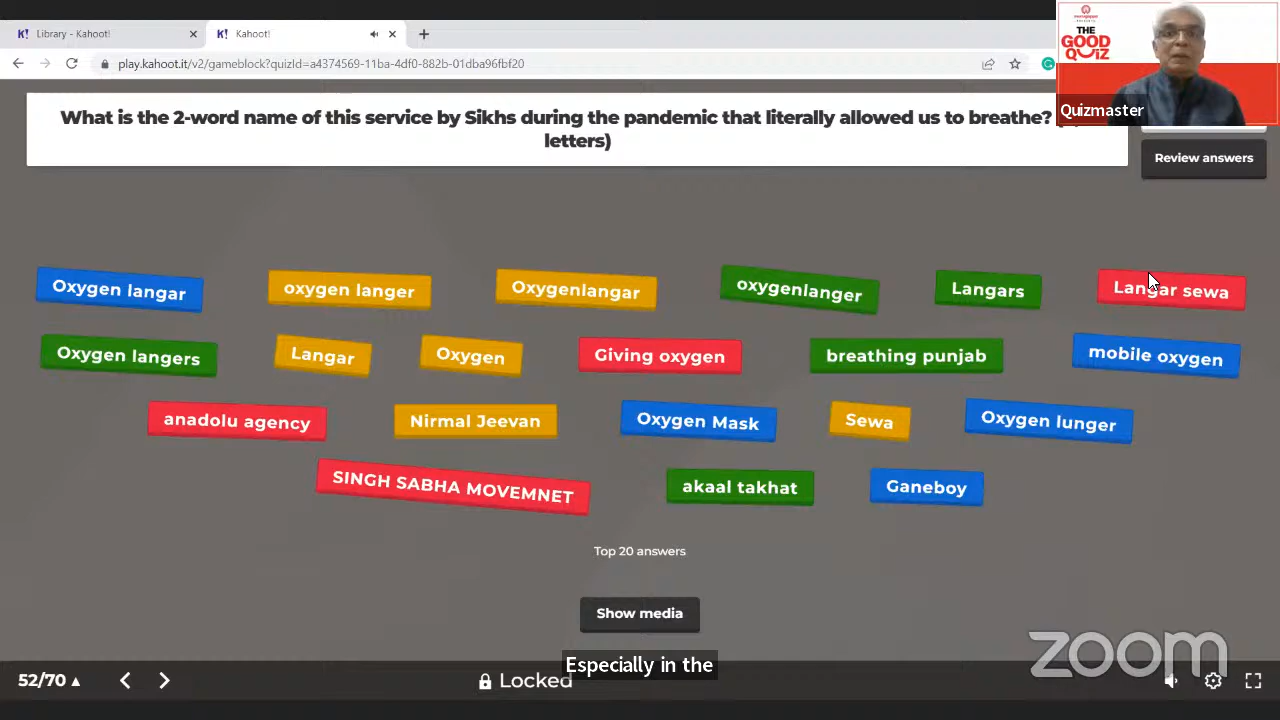 Library - Kahoot!
Kahoot!
play.kahoot.it/v2/gameblock?quizId=a4374569-11ba-4df0-882b-01db696fbf20
THE
GOOD
QUIZ
Quizmaster
What is the 2-word name of this service by Sikhs during the pandemic that literally allowed us to breathe?
letters)
Review answers
Oxygen langar
oxygen langer
Oxygenlangar
oxygenlanger
Langars
Langar sewa
Oxygen langers
Langar
Oxygen
Giving oxygen
breathing punjab
mobile oxygen
anadolu agency
Nirmal Jeevan
Oxygen Mask
Sewa
Oxygen lunger
SINGH SABHA MOVEMNET
akaal takhat
Ganeboy
Top 20 answers
Show media
Especially in the
zoom
52/70
Locked